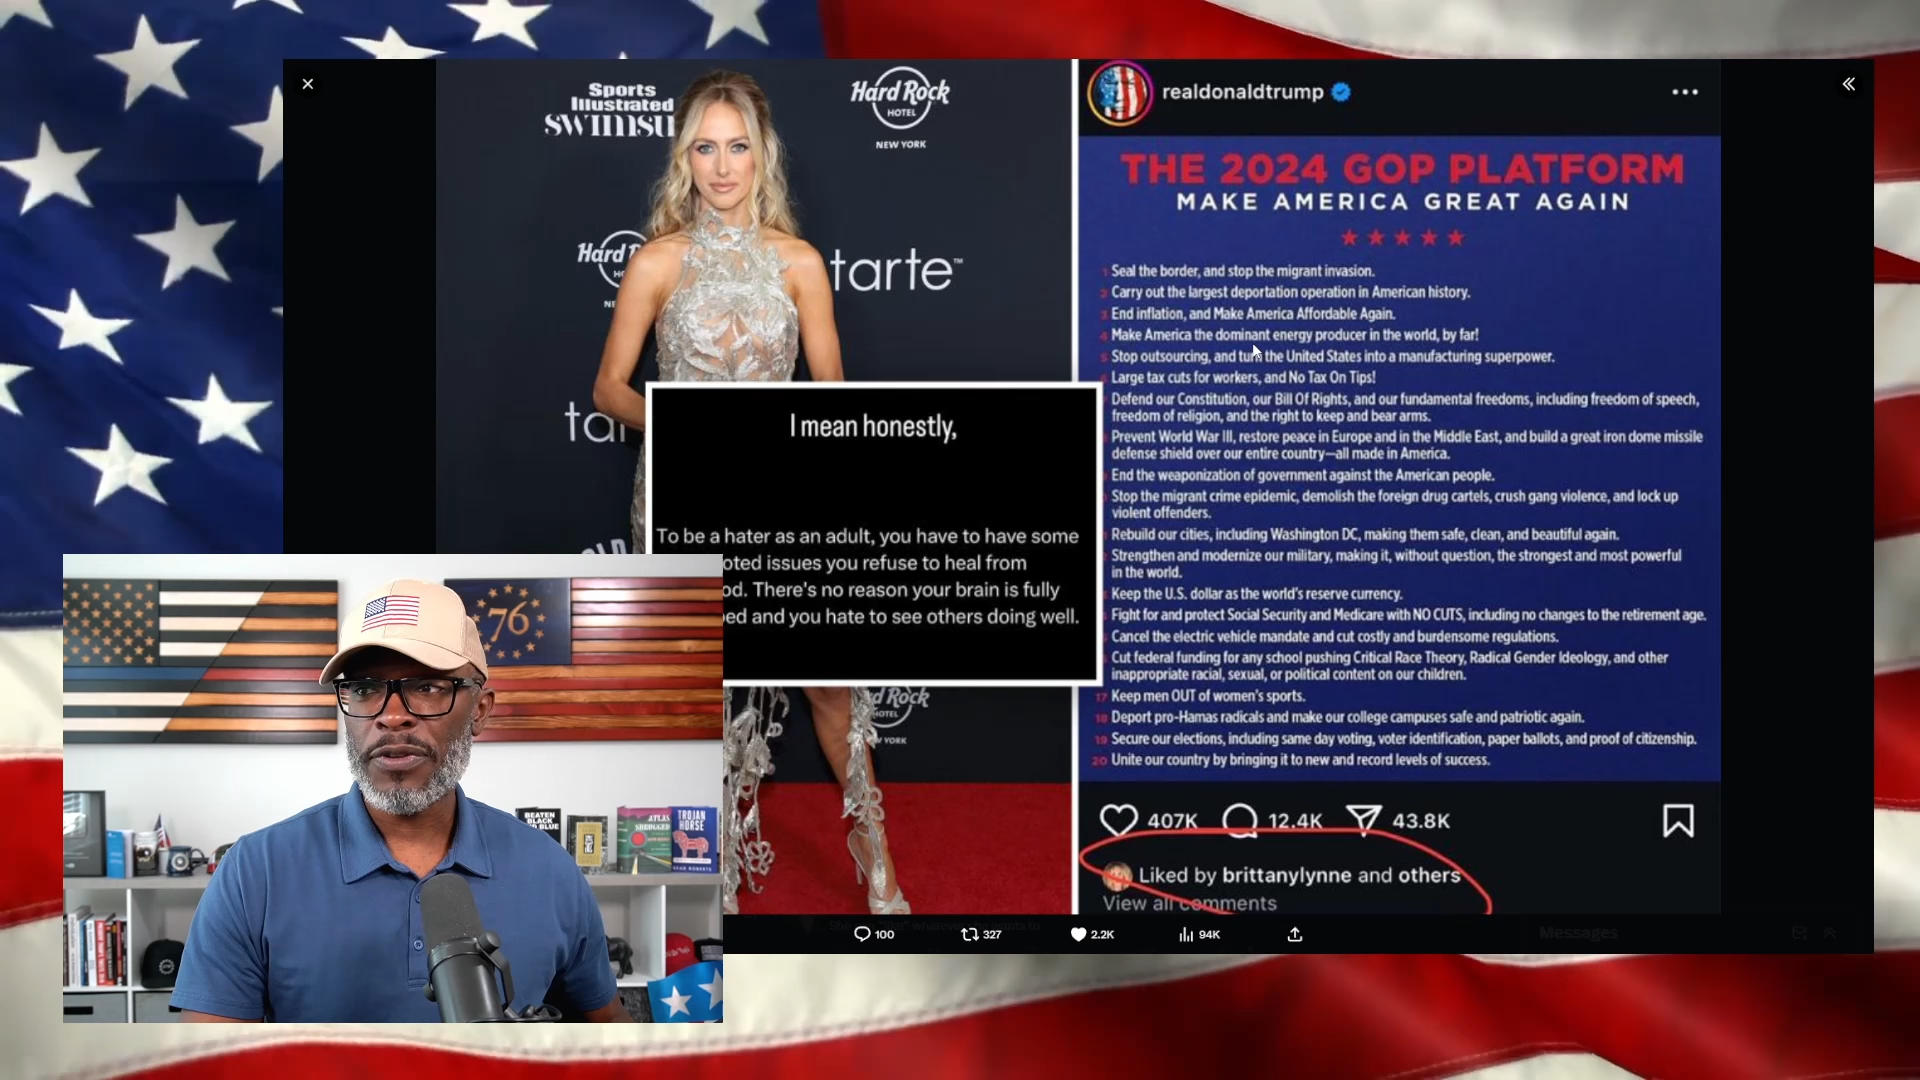 Sports
Illustrated
Hard Rock
HOTEL
NEW YORK
Hard
tarte™
I mean honestly,
To be a hater as an adult, you have to have some
issues you refuse to heal from
There's no reason your brain is fully
and you hate to see others doing well.
HOTEL
YORK
realdonaldtrump
THE 2024 GOP PLATFORM
MAKE AMERICA GREAT AGAIN
1 Seal the border, and stop the migrant invasion.
2 Carry out the largest deportation operation in American history.
3 End inflation, and Make America Affordable Again.
4 Make America the dominant energy producer in the world, by far!
5 Stop outsourcing, and turn the United States into a manufacturing superpower.
Large tax cuts for workers, and No Tax On Tips!
Defend our Constitution, our Bill Of Rights, and our fundamental freedoms, including freedom of speech,
freedom of religion, and the right to keep and bear arms.
Prevent World War III, restore peace in Europe and in the Middle East, and build a great iron dome missile
defense shield over our entire country—all made in America.
End the weaponization of government against the American people.
Stop the migrant crime epidemic, demolish the foreign drug cartels, crush gang violence, and lock up
violent offenders.
Rebuild our cities, including Washington DC, making them safe, clean, and beautiful again.
Strengthen and modernize our military, making it, without question, the strongest and most powerful
in the world.
Keep the U.S. dollar as the world's reserve currency.
Fight for and protect Social Security and Medicare with NO CUTS, including no changes to the retirement age.
Cancel the electric vehicle mandate and cut costly and burdensome regulations.
Cut federal funding for any school pushing Critical Race Theory, Radical Gender Ideology, and other
inappropriate racial, sexual, or political content on our children.
17 Keep men OUT of women's sports.
18 Deport pro-Hamas radicals and make our college campuses safe and patriotic again.
19 Secure our elections, including same day voting, voter identification, paper ballots, and proof of citizenship.
20 Unite our country by bringing it to new and record levels of success.
407K 12.4K 43.8K
Liked by brittanylynne and others
View all comments
100 327 2.2K 94K
Messages
76
BEATEN
BLACK
BLUE
ATLAS
SHRUGGED
TROJAN
HORSE